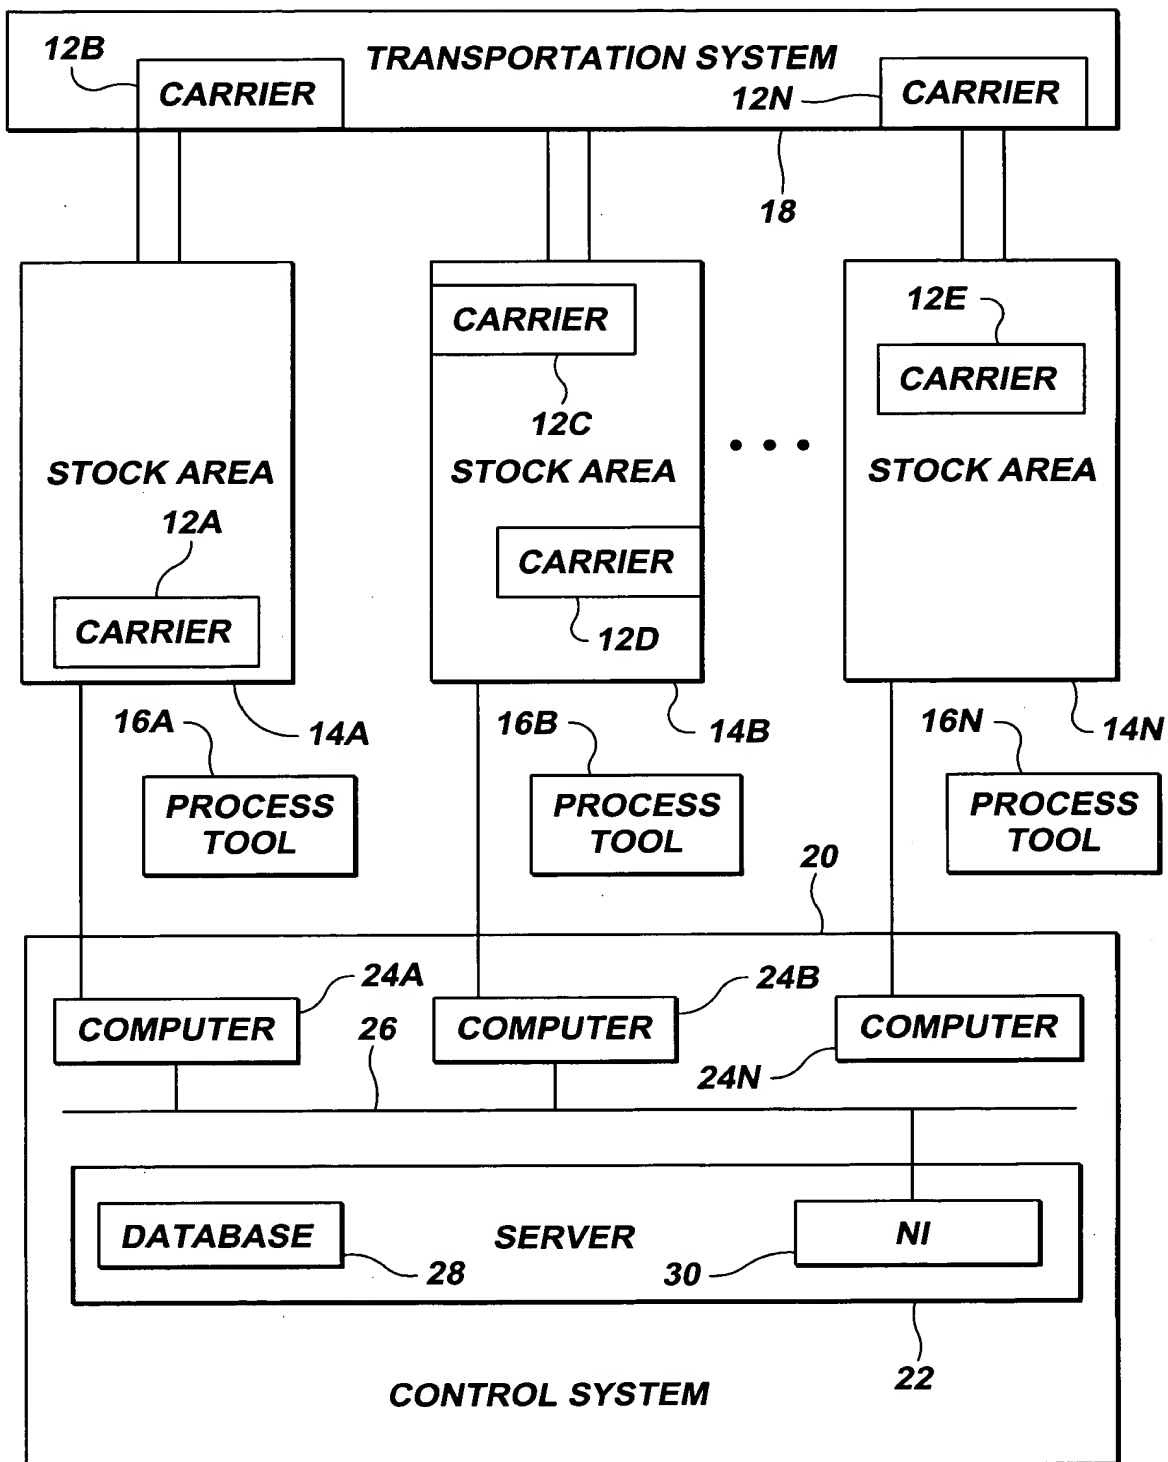 12B
TRANSPORTATION SYSTEM
CARRIER
12N
CARRIER
18
12E
CARRIER
CARRIER
12C
STOCK AREA
STOCK AREA
STOCK AREA
12A
CARRIER
CARRIER
12D
16A
14A
16B
14B
16N
14N
PROCESS
TOOL
PROCESS
TOOL
PROCESS
TOOL
20
24A
24B
COMPUTER
26
COMPUTER
COMPUTER
24N
DATABASE
SERVER
NI
28
30
22
CONTROL SYSTEM